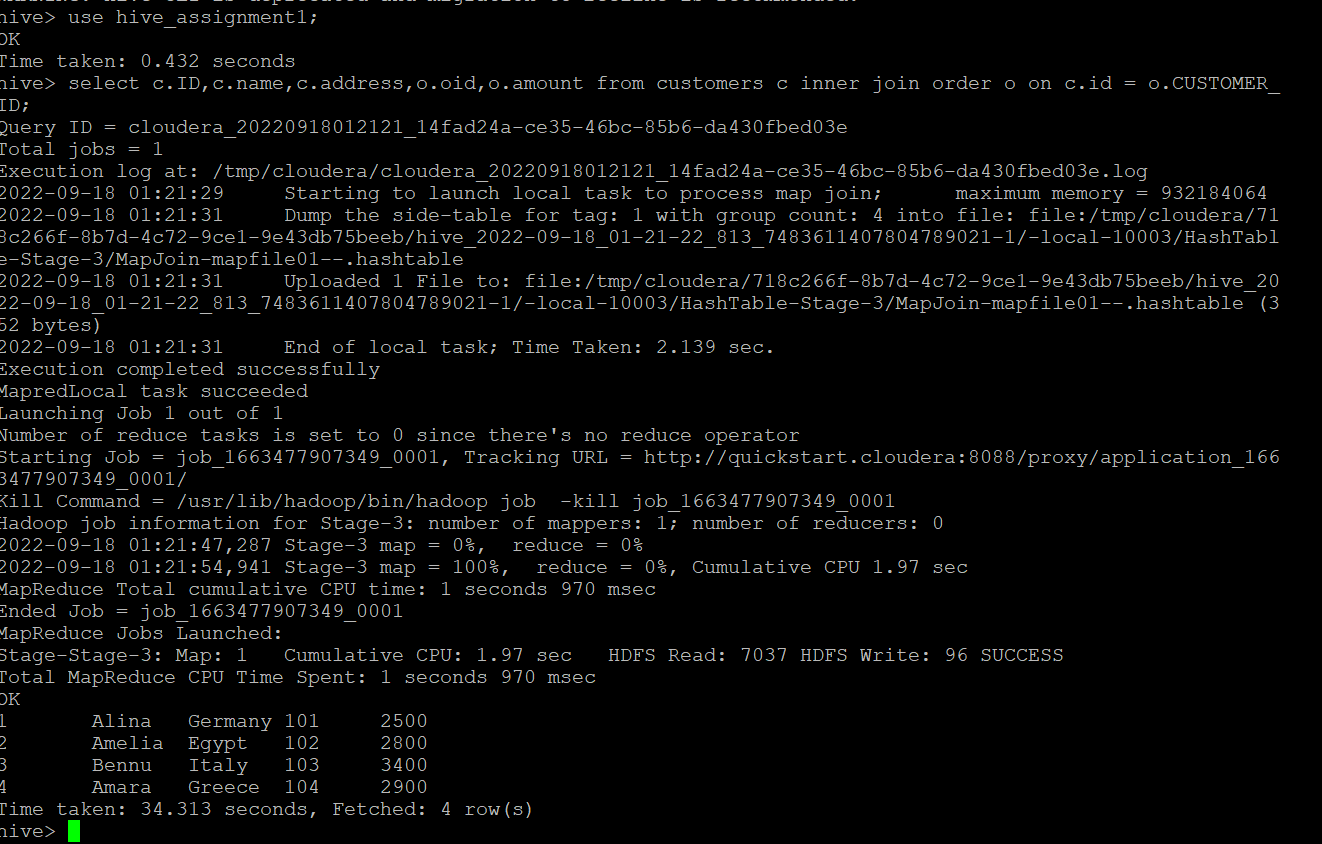 hive> use hive_assignment1;
OK
Time taken: 0.432 seconds
hive> select c.ID,c.name,c.address,o.oid,o.amount from customers c inner join order o on c.id = o.CUSTOMER_
ID;
Query ID = cloudera_20220918012121_14fad24a-ce35-46bc-85b6-da430fbed03e
Total jobs = 1
Execution log at: /tmp/cloudera/cloudera_20220918012121_14fad24a-ce35-46bc-85b6-da430fbed03e.log
2022-09-18 01:21:29     Starting to launch local task to process map join;      maximum memory = 932184064
2022-09-18 01:21:31     Dump the side-table for tag: 1 with group count: 4 into file: file:/tmp/cloudera/71
8c266f-8b7d-4c72-9ce1-9e43db75beeb/hive_2022-09-18_01-21-22_813_7483611407804789021-1/-local-10003/HashTabl
e-Stage-3/MapJoin-mapfile01--.hashtable
2022-09-18 01:21:31     Uploaded 1 File to: file:/tmp/cloudera/718c266f-8b7d-4c72-9ce1-9e43db75beeb/hive_20
22-09-18_01-21-22_813_7483611407804789021-1/-local-10003/HashTable-Stage-3/MapJoin-mapfile01--.hashtable (3
52 bytes)
2022-09-18 01:21:31     End of local task; Time Taken: 2.139 sec.
Execution completed successfully
MapredLocal task succeeded
Launching Job 1 out of 1
Number of reduce tasks is set to 0 since there's no reduce operator
Starting Job = job_1663477907349_0001, Tracking URL = http://quickstart.cloudera:8088/proxy/application_166
3477907349_0001/
Kill Command = /usr/lib/hadoop/bin/hadoop job  -kill job_1663477907349_0001
Hadoop job information for Stage-3: number of mappers: 1; number of reducers: 0
2022-09-18 01:21:47,287 Stage-3 map = 0%,  reduce = 0%
2022-09-18 01:21:54,941 Stage-3 map = 100%,  reduce = 0%, Cumulative CPU 1.97 sec
MapReduce Total cumulative CPU time: 1 seconds 970 msec
Ended Job = job_1663477907349_0001
MapReduce Jobs Launched:
Stage-Stage-3: Map: 1   Cumulative CPU: 1.97 sec   HDFS Read: 7037 HDFS Write: 96 SUCCESS
Total MapReduce CPU Time Spent: 1 seconds 970 msec
OK
1       Alina   Germany 101     2500
2       Amelia  Egypt   102     2800
3       Bennu   Italy   103     3400
4       Amara   Greece  104     2900
Time taken: 34.313 seconds, Fetched: 4 row(s)
hive>